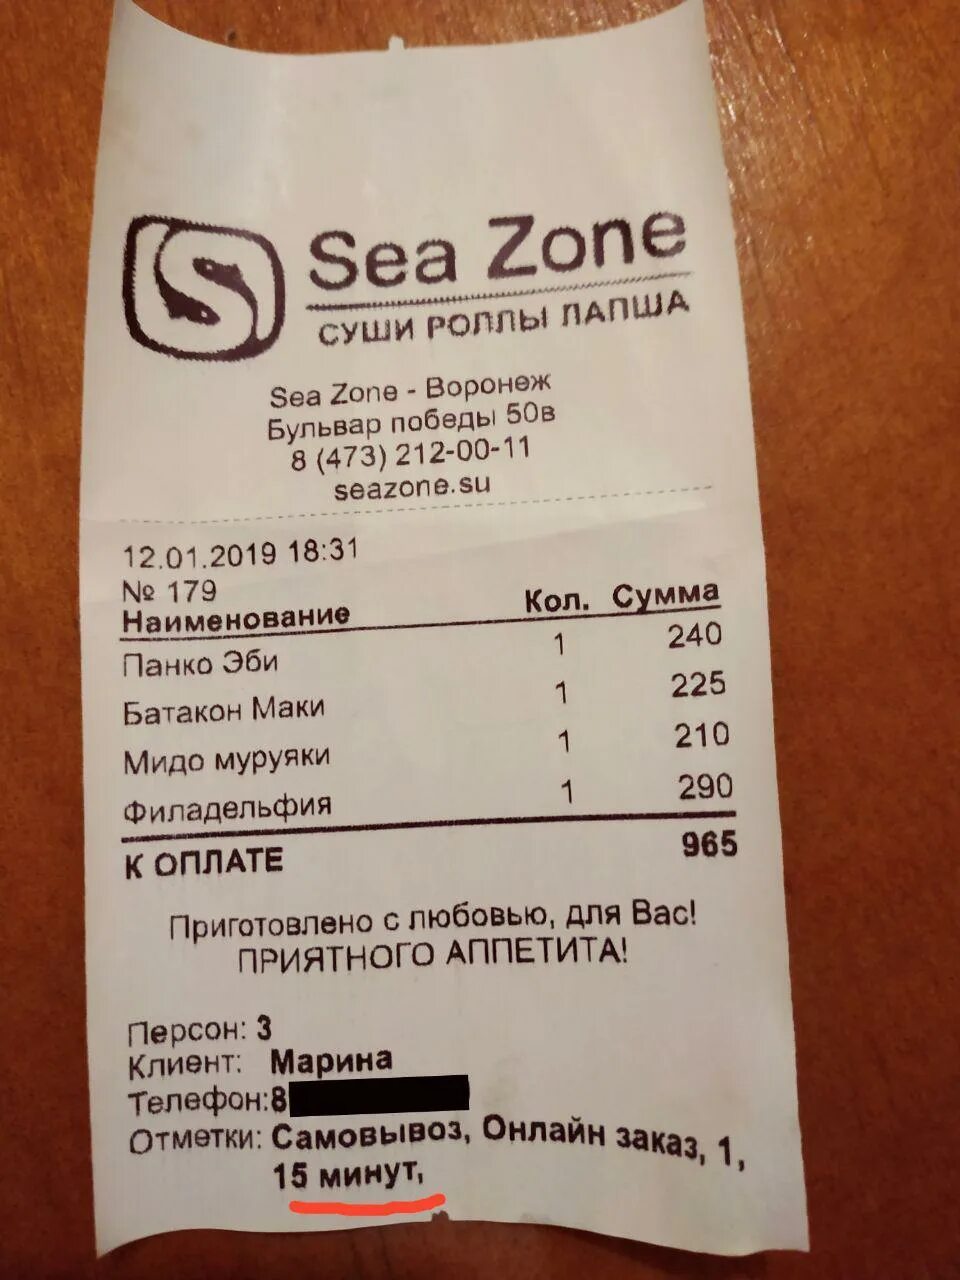 Sea Zone
СУШИ РОЛЛЫ ЛАПША
Sea Zone - Воронеж
Бульвар победы 50в
8 (473) 212-00-11
seazone.su
12.01.2019 18:31
№ 179
Наименование Кол. Сумма
Панко Эби 1 240
Батакон Маки 1 225
Мидо муруяки 1 210
Филадельфия 1 290
К ОПЛАТЕ 965
Приготовлено с любовью, для Вас!
ПРИЯТНОГО АППЕТИТА!
Персон: 3
Клиент: Марина
Телефон:8
Отметки: Самовывоз, Онлайн заказ, 1,
15 минут,